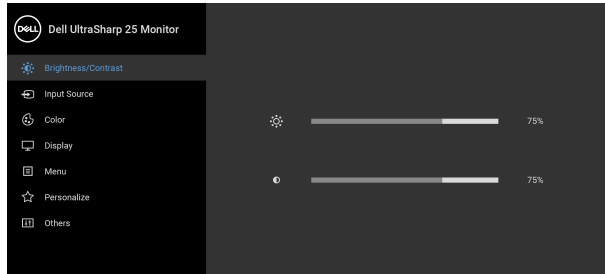 DELL
Dell UltraSharp 25 Monitor
Brightness/Contrast
Input Source
Color
Display
Menu
Personalize
Others
75%
75%